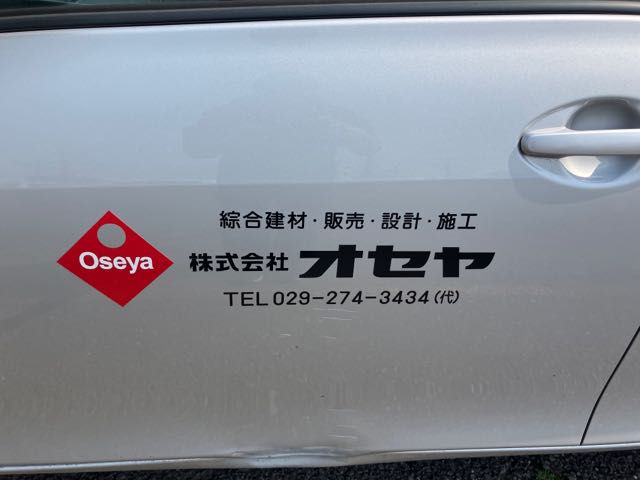 綜合建材・販売・設計・施工
Oseya
株式会社 オセヤ
TEL 029-274-3434(代)